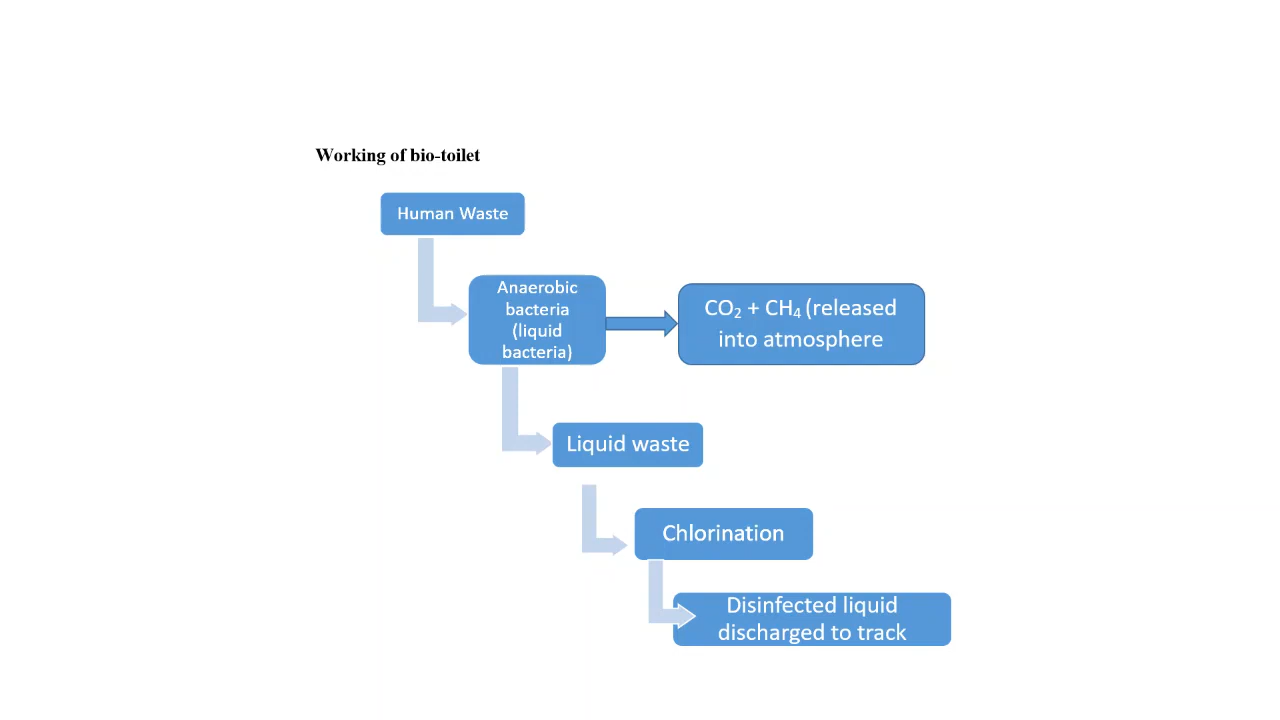 Working of bio-toilet
Human Waste
Anaerobic
bacteria
(liquid
bacteria)
CO₂ + CH₄ (released
into atmosphere
Liquid waste
Chlorination
Disinfected liquid
discharged to track